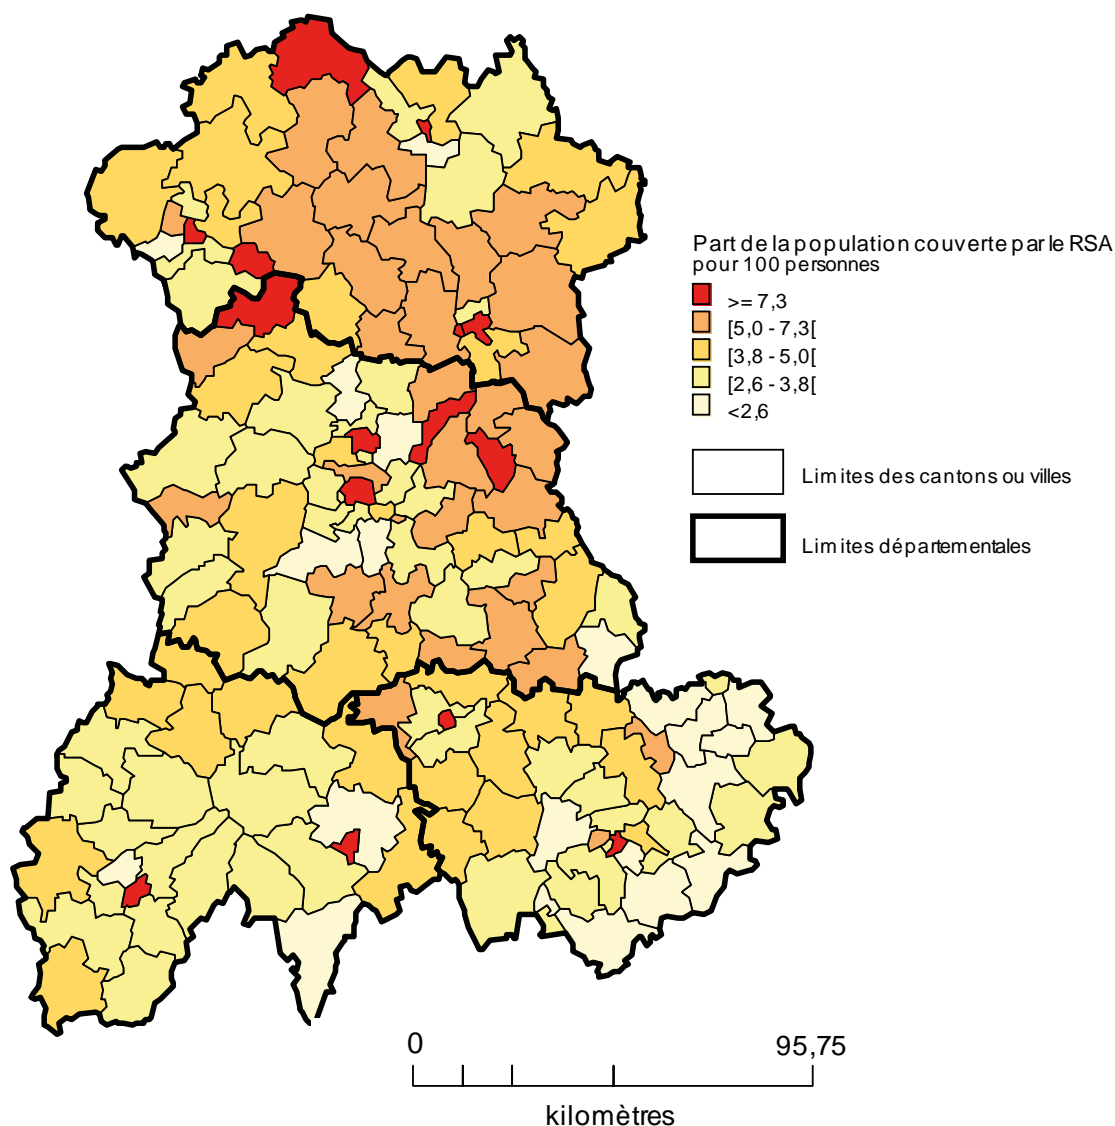 Part de la population couverte par le RSA
pour 100 personnes
>= 7,3
[5,0 - 7,3[
[3,8 - 5,0[
[2,6 - 3,8[
<2,6
Limites des cantons ou villes
Limites départementales
0 95,75
kilomètres